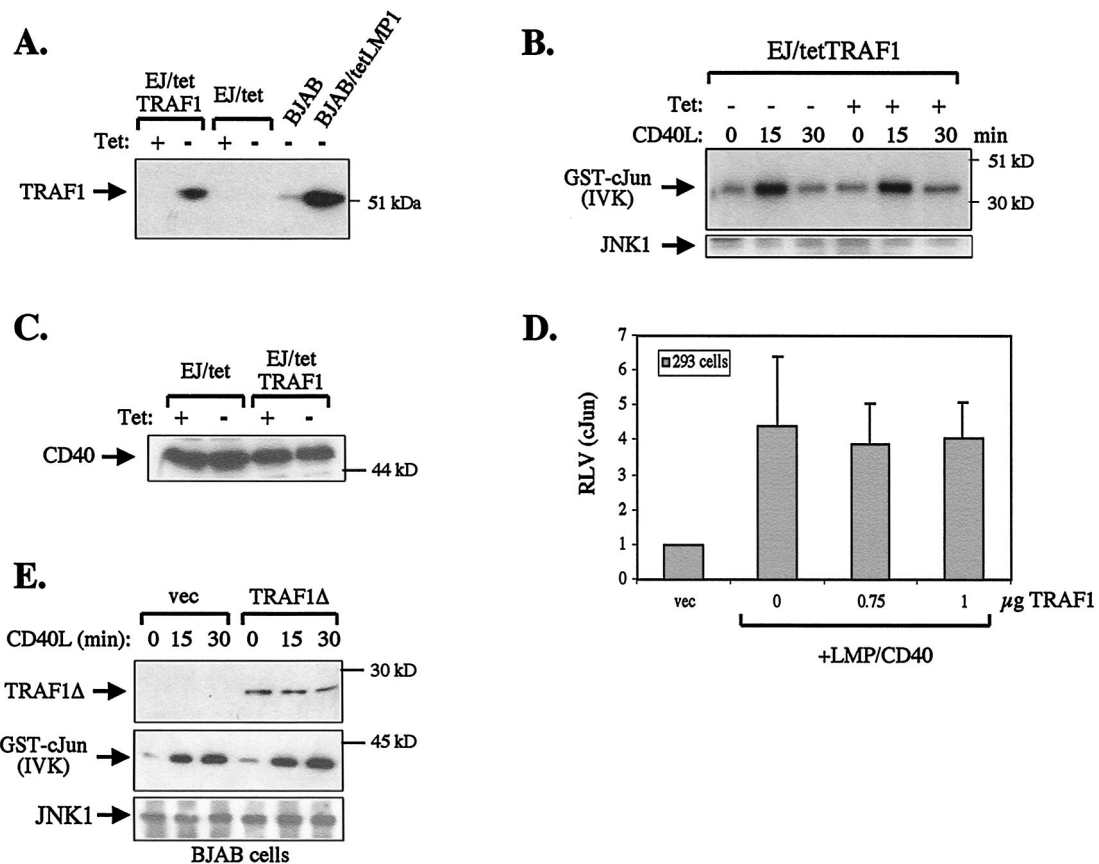 A.
EJ/tet TRAF1
EJ/tet
BJAB
BJAB/tetLMP1
Tet: + - + - - -
TRAF1
51 kDa
B.
EJ/tetTRAF1
Tet: - - - + + +
CD40L: 0 15 30 0 15 30 min
GST-cJun
(IVK)
51 kD
30 kD
JNK1
C.
EJ/tet
EJ/tet TRAF1
Tet: + - + -
CD40
44 kD
D.
7
6
5
4
3
2
1
0
RLV (cJun)
293 cells
vec 0 0.75 1 µg TRAF1
+LMP/CD40
E.
vec TRAF1Δ
CD40L (min): 0 15 30 0 15 30
TRAF1Δ
30 kD
GST-cJun
(IVK)
45 kD
JNK1
BJAB cells